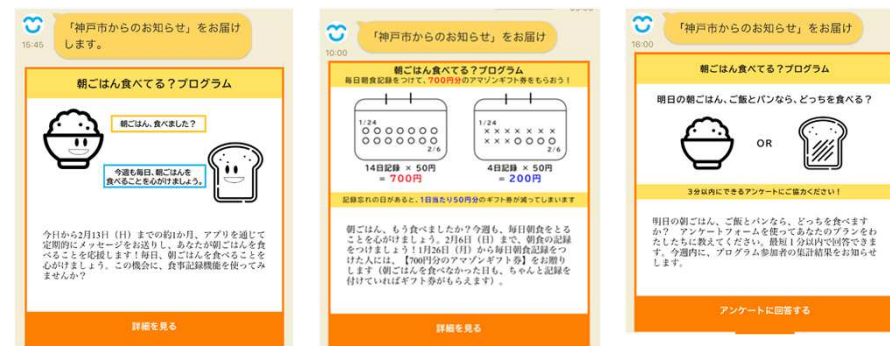 「神戸市からのお知らせ」をお届け
します。
15:45
朝ごはん食べてる？プログラム
朝ごはん、食べました？
今週も毎日、朝ごはんを
食べることを心がけましょう。
今日から2月13日（日）までの約1か月、アプリを通じて
定期的にメッセージをお送りし、あなたが朝ごはんを食
べることを応援します！毎日、朝ごはんを食べることを
心がけましょう。この機会に、食事記録機能を使ってみ
ませんか？
詳細を見る
「神戸市からのお知らせ」をお届け
10:00
朝ごはん食べてる？プログラム
毎日朝食記録をつけて、700円分のアマゾンギフト券をもらおう！
1/24
○○○○○○○
○○○○○○○
2/6
14日記録 × 50円
= 700円
1/24
×××××××
×××○○○○
2/6
4日記録 × 50円
= 200円
記録忘れの日があると、1日当たり50円分のギフト券が減ってしまいます
朝ごはん、もう食べましたか？今週も、毎日朝食をとる
ことを心がけましょう。2月6日（日）まで、朝食の記録
をつけましょう！1月26日（月）から毎日朝食記録をつ
けた人には、【700円分のアマゾンギフト券】をお贈り
します（朝ごはんを食べなかった日も、ちゃんと記録を
付けていればギフト券がもらえます）。
詳細を見る
「神戸市からのお知らせ」をお届け
16:00
朝ごはん食べてる？プログラム
明日の朝ごはん、ご飯とパンなら、どっちを食べる？
OR
3分以内にできるアンケートにご協力ください！
明日の朝ごはん、ご飯とパンなら、どっちを食べます
か？ アンケートフォームを使ってあなたのプランをわ
たしたちに教えてください。最短１分以内で回答できま
す。今週内に、プログラム参加者の集計結果をお知らせ
します。
アンケートに回答する